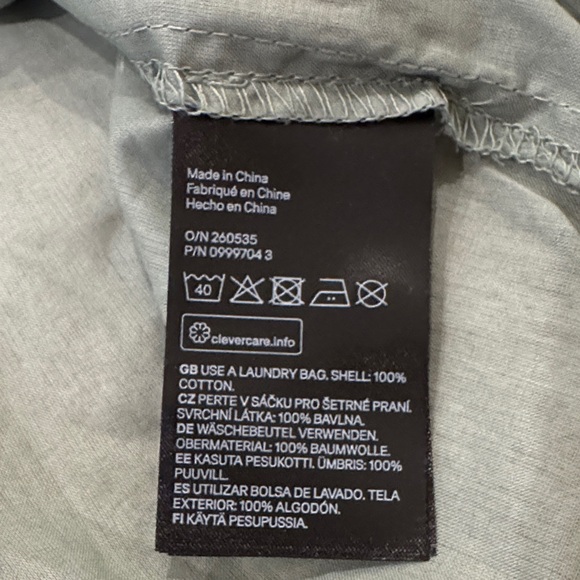 Made in China
Fabriqué en Chine
Hecho en China
O/N 260535
P/N 0999704 3
40
clevercare.info
GB USE A LAUNDRY BAG. SHELL: 100%
COTTON.
CZ PERTE V SÁČKU PRO ŠETRNÉ PRANÍ.
SVRCHNÍ LÁTKA: 100% BAVLNA.
DE WÄSCHEBEUTEL VERWENDEN.
OBERMATERIAL: 100% BAUMWOLLE.
EE KASUTA PESUKOTTI. ÜMBRIS: 100%
PUUVILL.
ES UTILIZAR BOLSA DE LAVADO. TELA
EXTERIOR: 100% ALGODÓN.
FI KÄYTÄ PESUPUSSIA.